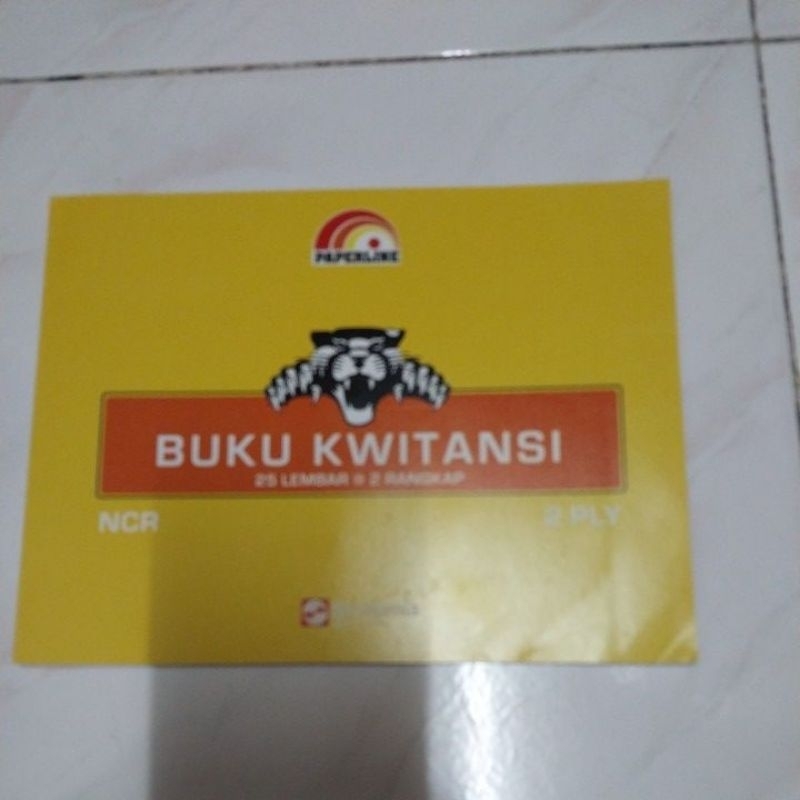 PAPERLINE
BUKU KWITANSI
25 LEMBAR @ 2 RANGKAP
NCR
2 PLY